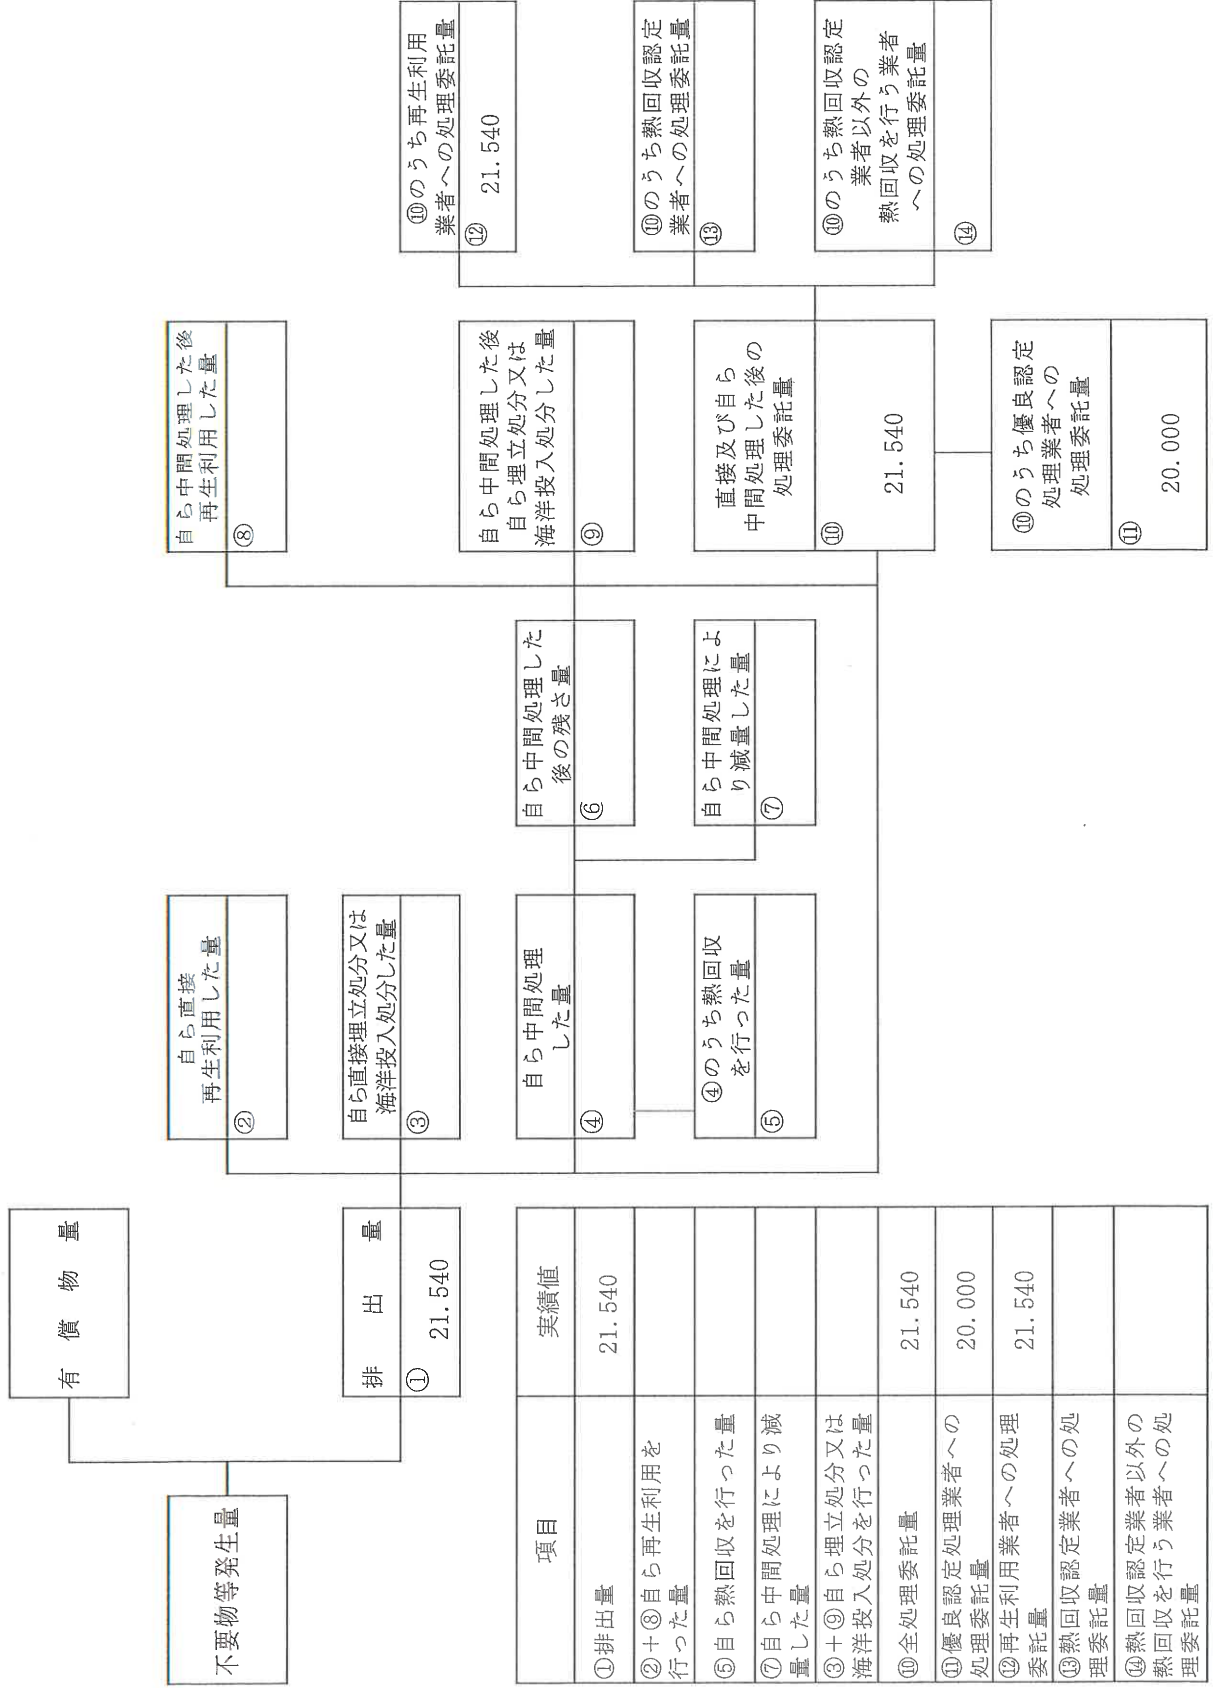 不要物等発生量
有償物量
排出量
①
21.540
自ら直接
再生利用した量
②
自ら直接埋立処分又は
海洋投入処分した量
③
自ら中間処理
した量
④
④のうち熱回収
を行った量
⑤
自ら中間処理した
後の残さ量
⑥
自ら中間処理によ
り減量した量
⑦
自ら中間処理した後
再生利用した量
⑧
自ら中間処理した後
自ら埋立処分又は
海洋投入処分した量
⑨
直接及び自ら
中間処理した後の
処理委託量
⑩
21.540
⑩のうち優良認定
処理業者への
処理委託量
⑪
20.000
⑩のうち再生利用
業者への処理委託量
⑫
21.540
⑩のうち熱回収認定
業者への処理委託量
⑬
⑩のうち熱回収認定
業者以外の
熱回収を行う業者
への処理委託量
⑭
項目 実績値
①排出量 21.540
②＋⑧自ら再生利用を
行った量
⑤自ら熱回収を行った量
⑦自ら中間処理により減
量した量
③＋⑨自ら埋立処分又は
海洋投入処分を行った量
⑩全処理委託量 21.540
⑪優良認定処理業者への
処理委託量 20.000
⑫再生利用業者への処理
委託量 21.540
⑬熱回収認定業者への処
理委託量
⑭熱回収認定業者以外の
熱回収を行う業者への処
理委託量